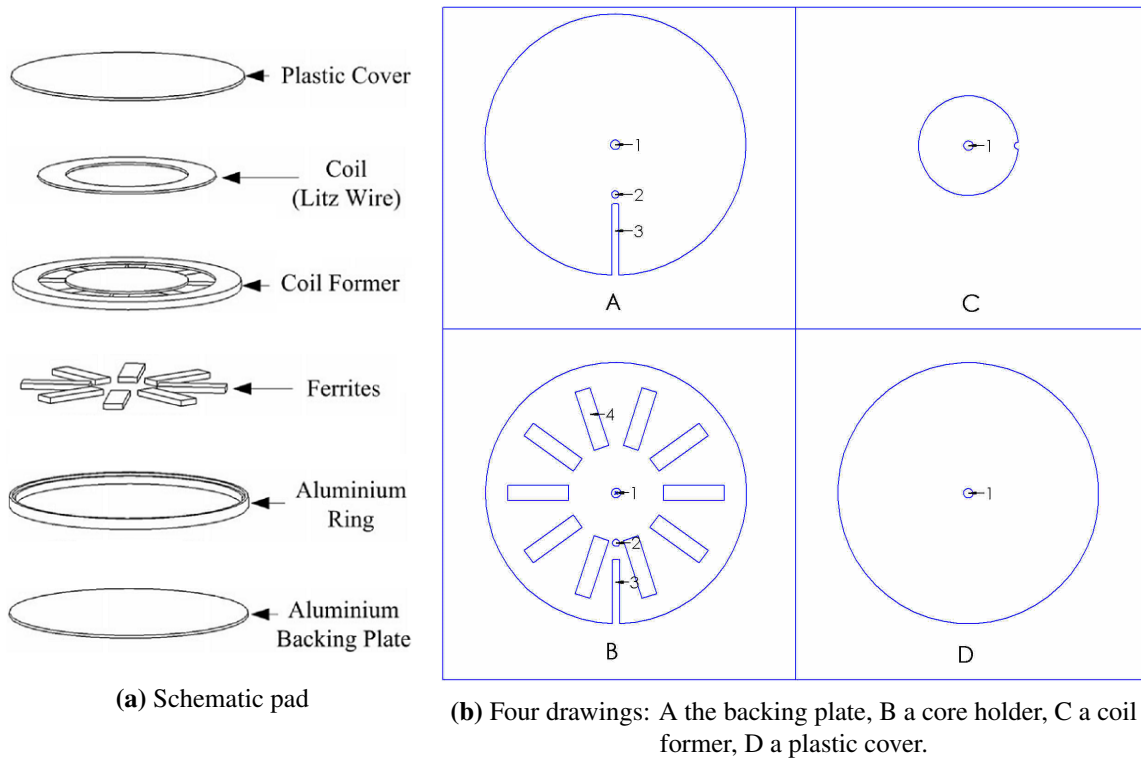 Plastic Cover
Coil
(Litz Wire)
Coil Former
Ferrites
Aluminium
Ring
Aluminium
Backing Plate
(a) Schematic pad
1
2
3
A
1
C
4
1
2
3
B
1
D
(b) Four drawings: A the backing plate, B a core holder, C a coil
former, D a plastic cover.